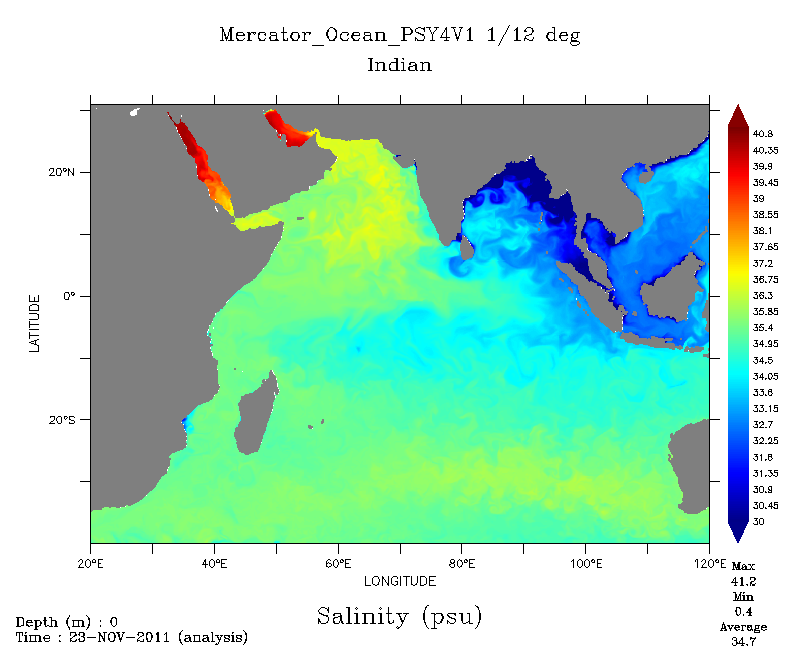 Mercator_Ocean_PSY4V1 1/12 deg
Indian
40.8
40.35
39.9
39.45
39
38.55
38.1
37.65
37.2
36.75
36.3
35.85
35.4
34.95
34.5
34.05
33.6
33.15
32.7
32.25
31.8
31.35
30.9
30.45
30
20°N
0°
20°S
LATITUDE
20°E 40°E 60°E 80°E 100°E 120°E
LONGITUDE
Max
41.2
Min
0.4
Average
34.7
Salinity (psu)
Depth (m) : 0
Time : 23-NOV-2011 (analysis)